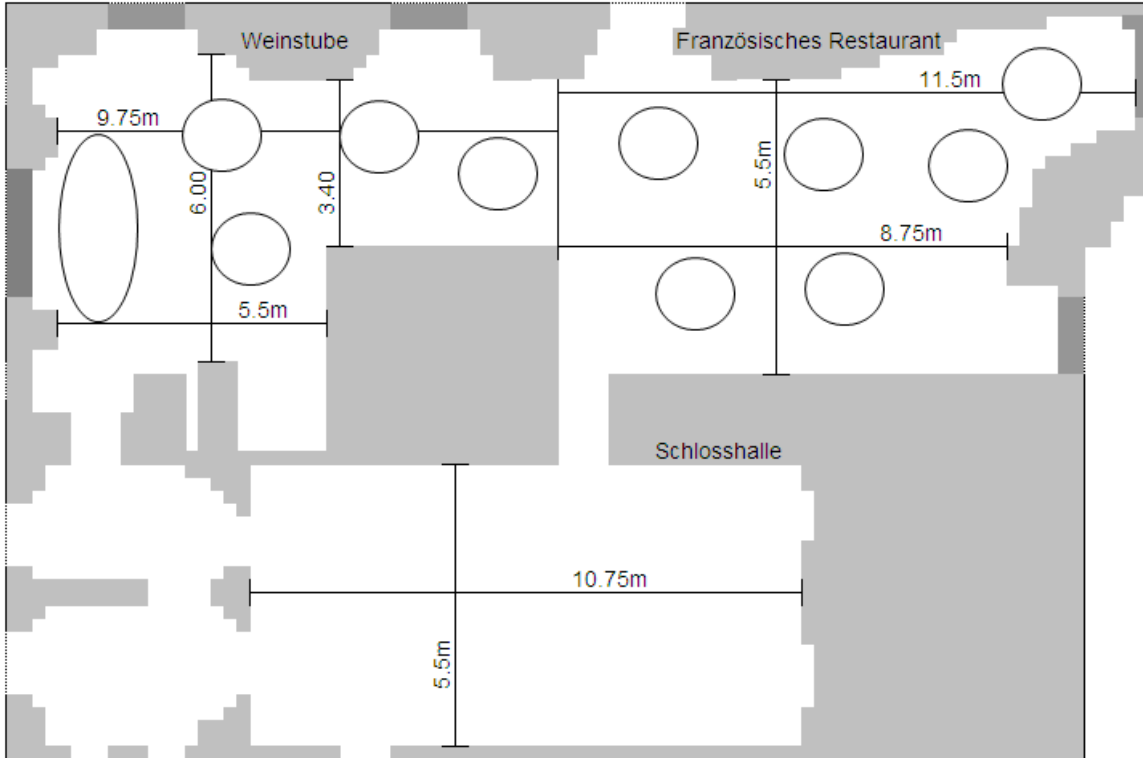 Weinstube
Französisches Restaurant
11.5m
9.75m
6.00
3.40
5.5m
8.75m
5.5m
Schlosshalle
10.75m
5.5m